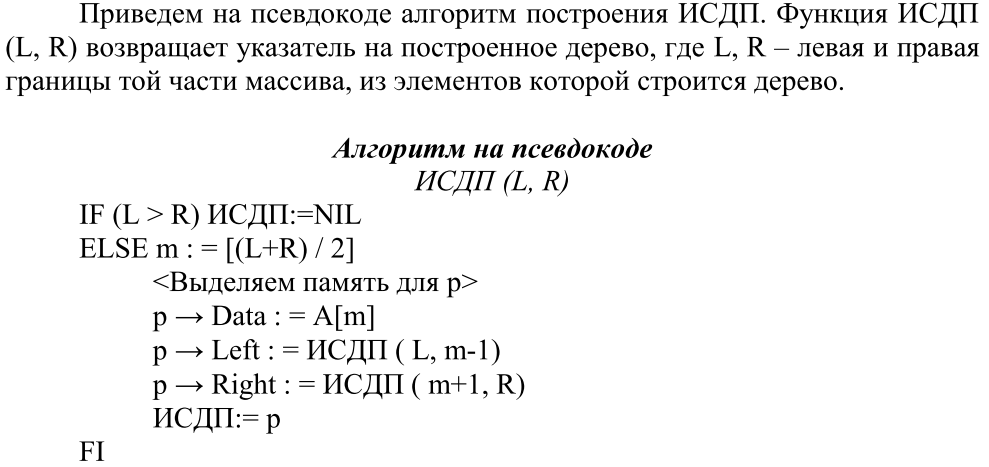 Приведем на псевдокоде алгоритм построения ИСДП. Функция ИСДП
(L, R) возвращает указатель на построенное дерево, где L, R – левая и правая
границы той части массива, из элементов которой строится дерево.
Алгоритм на псевдокоде
ИСДП (L, R)
IF (L > R) ИСДП:=NIL
ELSE m : = [(L+R) / 2]
<Выделяем память для p>
p → Data : = A[m]
p → Left : = ИСДП ( L, m-1)
p → Right : = ИСДП ( m+1, R)
ИСДП:= p
FI